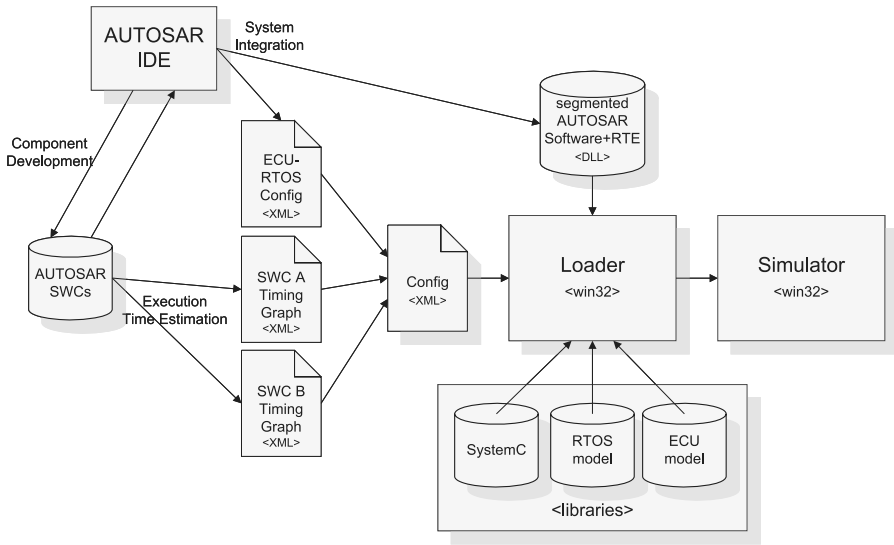 AUTOSAR
IDE
System
Integration
Component
Development
ECU-
RTOS
Config
<XML>
segmented
AUTOSAR
Software+RTE
<DLL>
AUTOSAR
SWCs
Execution
Time Estimation
SWC A
Timing
Graph
<XML>
Config
<XML>
Loader
<win32>
Simulator
<win32>
SWC B
Timing
Graph
<XML>
SystemC
RTOS
model
ECU
model
<libraries>